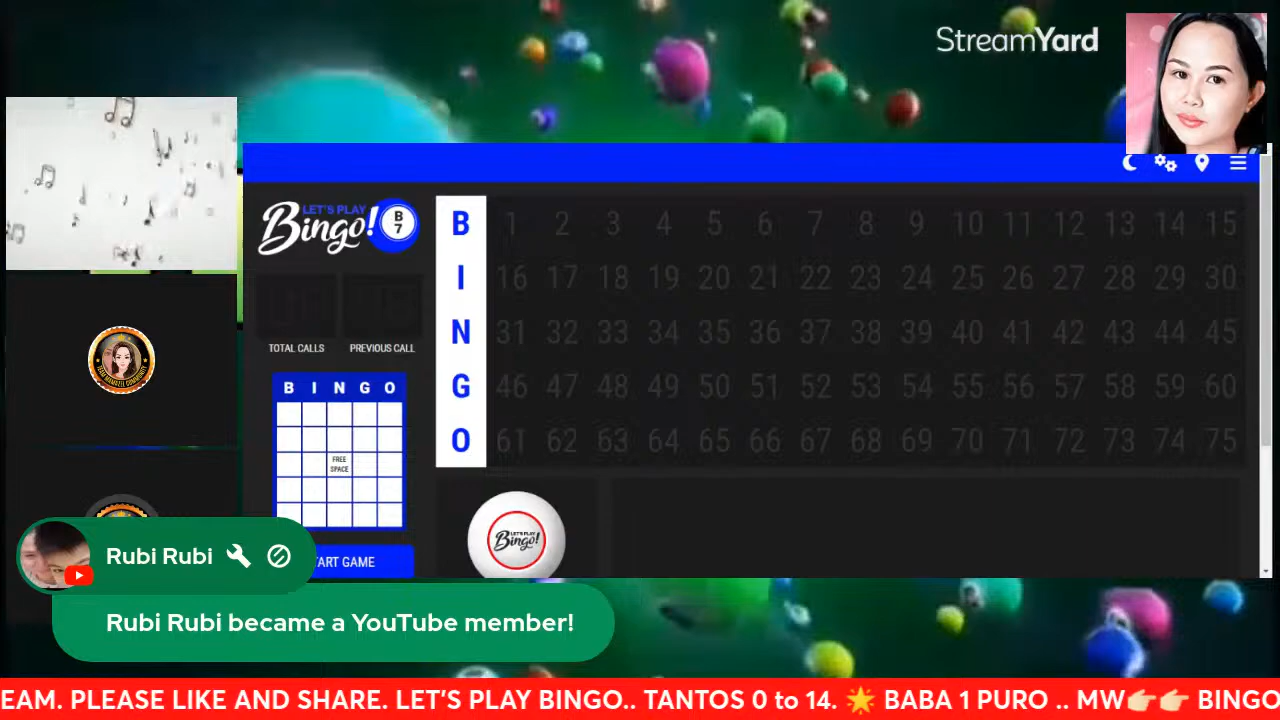 StreamYard
LET'S PLAY
Bingo!
B
7
TOTAL CALLS
PREVIOUS CALL
B I N G O
FREE
SPACE
TART GAME
B 1 2 3 4 5 6 7 8 9 10 11 12 13 14 15
I 16 17 18 19 20 21 22 23 24 25 26 27 28 29 30
N 31 32 33 34 35 36 37 38 39 40 41 42 43 44 45
G 46 47 48 49 50 51 52 53 54 55 56 57 58 59 60
O 61 62 63 64 65 66 67 68 69 70 71 72 73 74 75
LET'S PLAY
Bingo!
Rubi Rubi
Rubi Rubi became a YouTube member!
EAM. PLEASE LIKE AND SHARE. LET'S PLAY BINGO.. TANTOS 0 to 14. 🌟 BABA 1 PURO .. MW👉🏻👉🏻 BINGO